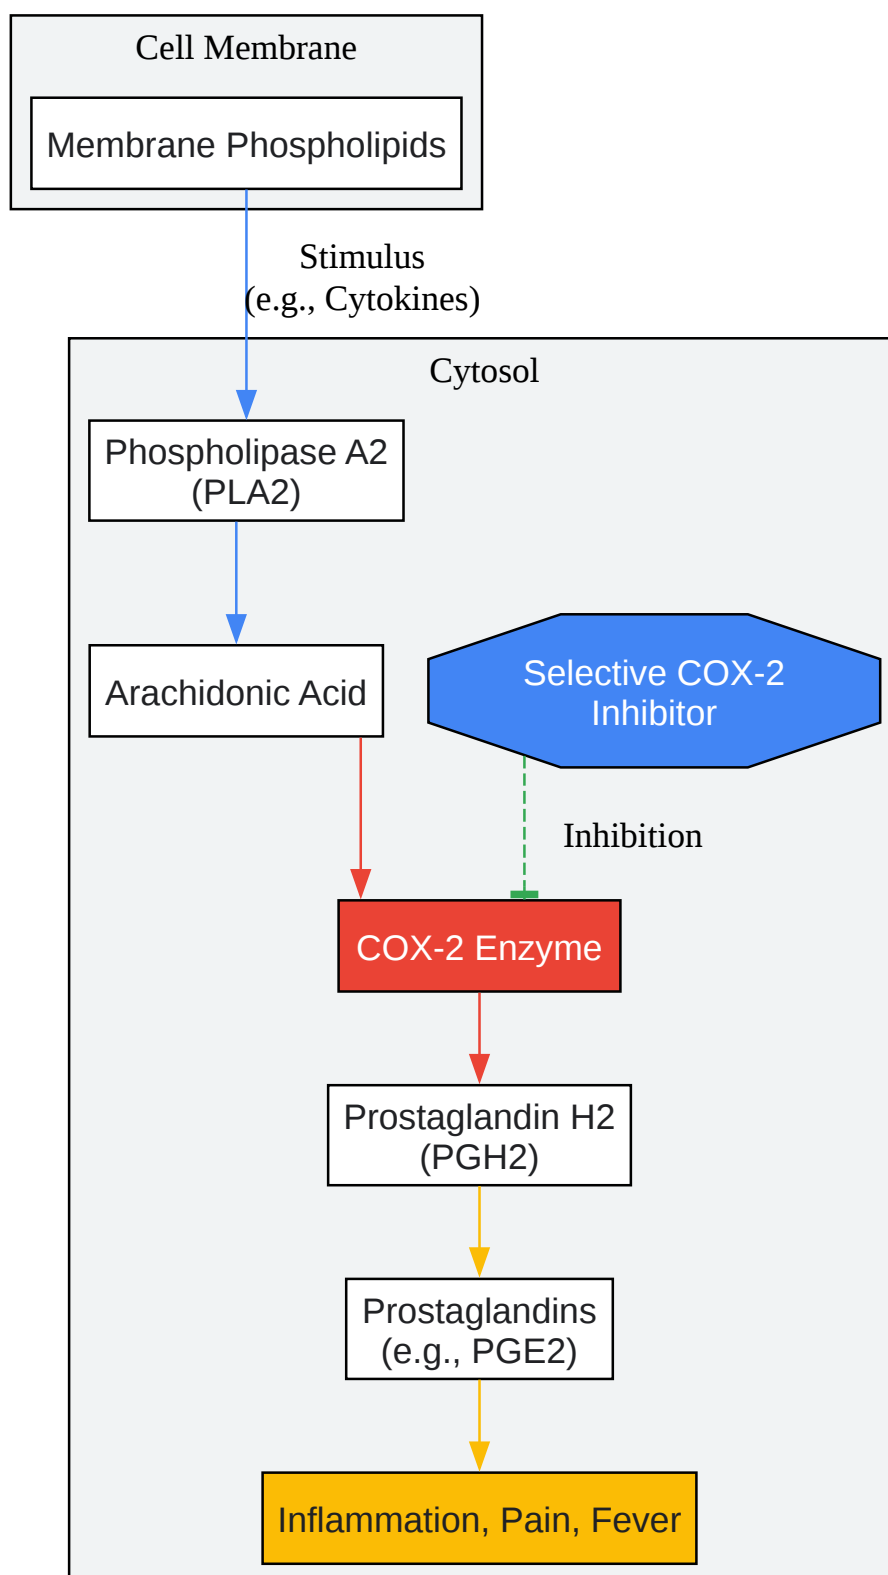 Cell Membrane
Membrane Phospholipids
Stimulus
(e.g., Cytokines)
Cytosol
Phospholipase A2
(PLA2)
Arachidonic Acid
Selective COX-2
Inhibitor
Inhibition
COX-2 Enzyme
Prostaglandin H2
(PGH2)
Prostaglandins
(e.g., PGE2)
Inflammation, Pain, Fever